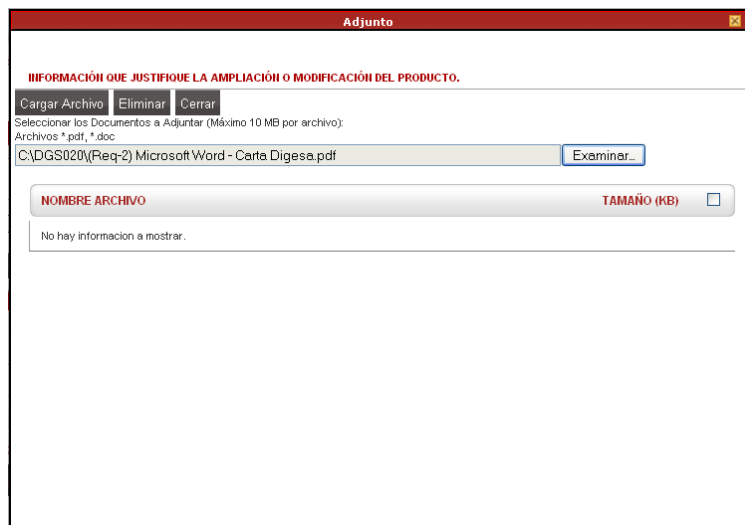 Adjunto
INFORMACIÓN QUE JUSTIFIQUE LA AMPLIACIÓN O MODIFICACIÓN DEL PRODUCTO.
Cargar Archivo Eliminar Cerrar
Seleccionar los Documentos a Adjuntar (Máximo 10 MB por archivo):
Archivos *.pdf, *.doc
C:\DGS020\(Req-2) Microsoft Word - Carta Digesa.pdf Examinar...
NOMBRE ARCHIVO TAMAÑO (KB)
No hay informacion a mostrar.